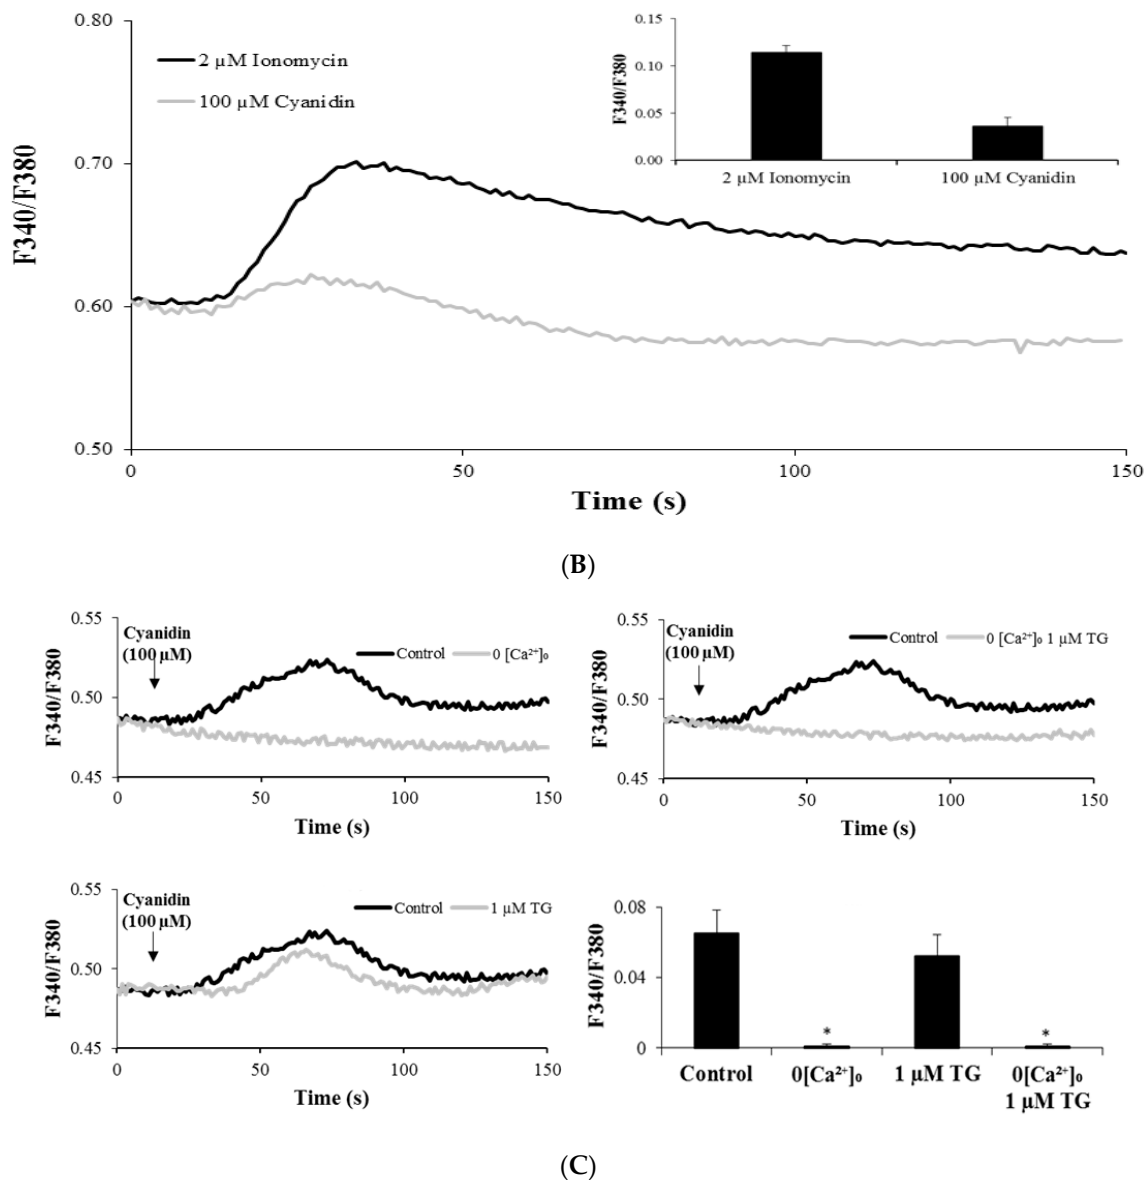 0.80
2 µM Ionomycin
100 µM Cyanidin
0.70
0.60
0.50
F340/F380
0
50
100
150
Time (s)
0.15
0.10
0.05
0.00
F340/F380
2 µM Ionomycin
100 µM Cyanidin
(B)
0.55
0.50
0.45
F340/F380
Cyanidin
(100 µM)
Control
0 [Ca²⁺]₀
0
50
100
150
Time (s)
0.55
0.50
0.45
F340/F380
Cyanidin
(100 µM)
Control
0 [Ca²⁺]₀ 1 µM TG
0
50
100
150
Time (s)
0.55
0.50
0.45
F340/F380
Cyanidin
(100 µM)
Control
1 µM TG
0
50
100
150
Time (s)
0.08
0.04
0
F340/F380
*
*
Control
0[Ca²⁺]₀
1 µM TG
0[Ca²⁺]₀
1 µM TG
(C)